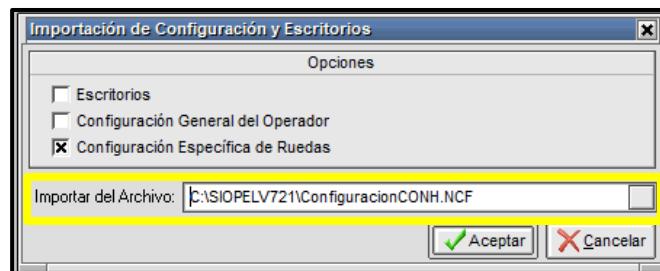 Importación de Configuración y Escritorios
Opciones
Escritorios
Configuración General del Operador
Configuración Específica de Ruedas
Importar del Archivo: C:\SIOPELV721\ConfiguracionCONH.NCF
Aceptar Cancelar